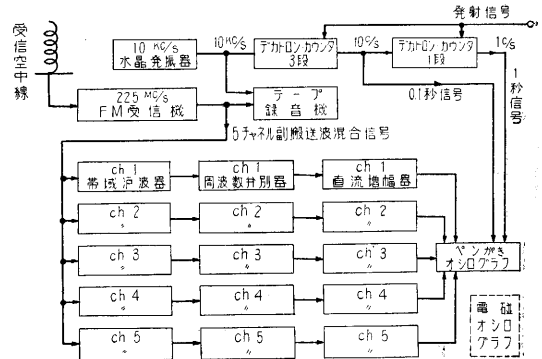 発射信号
受信空中線
10 KC/s
水晶発振器
10 KC/s
デカトロン・カウンタ
3段
10C/s
デカトロン・カウンタ
1段
1C/s
1秒信号
0.1秒信号
225 MC/s
FM受信機
テープ
録音機
5チャネル副搬送波混合信号
ch 1
帯域沪波器
ch 1
周波数弁別器
ch 1
直流増幅器
ch 2
〃
ch 2
〃
ch 2
〃
ch 3
〃
ch 3
〃
ch 3
〃
ペンがき
オシログラフ
ch 4
〃
ch 4
〃
ch 4
〃
電磁
オシロ
グラフ
ch 5
〃
ch 5
〃
ch 5
〃